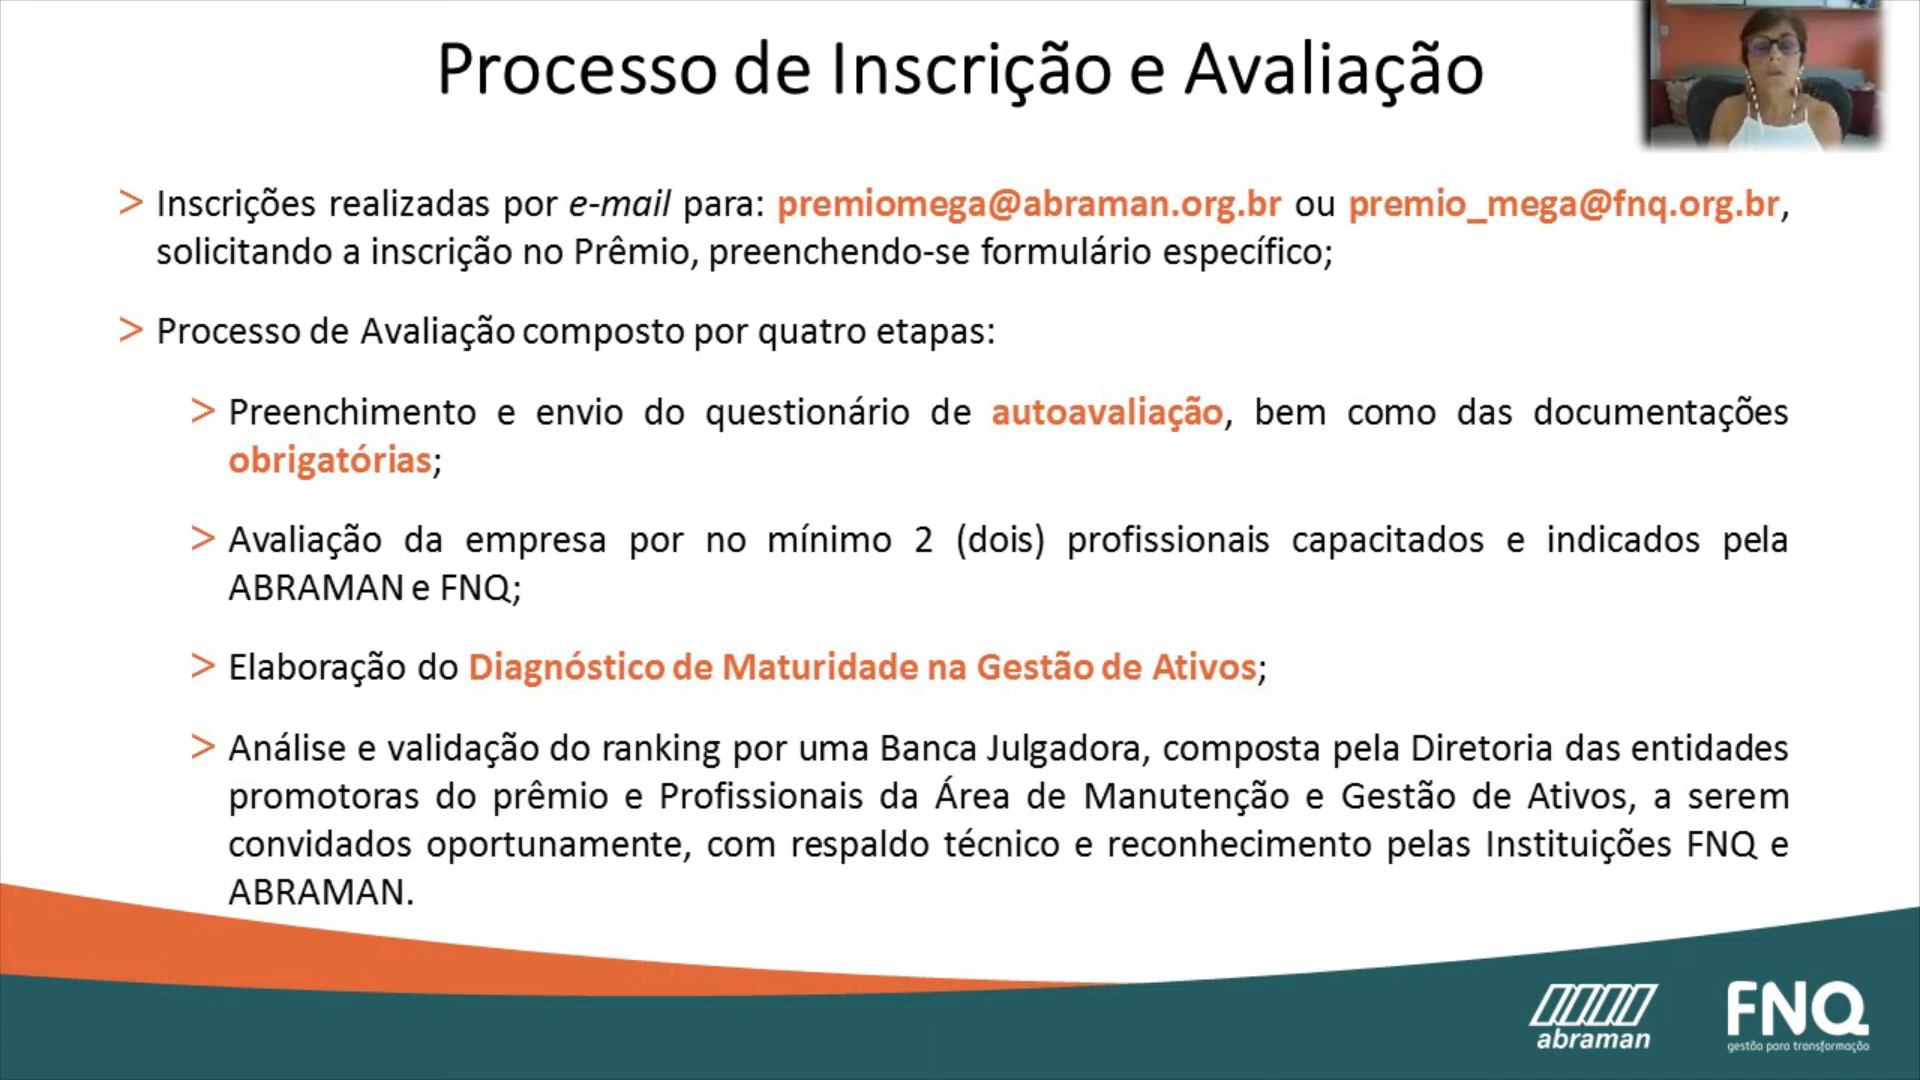 Processo de Inscrição e Avaliação
> Inscrições realizadas por e-mail para: premiomega@abraman.org.br ou premio_mega@fnq.org.br,
solicitando a inscrição no Prêmio, preenchendo-se formulário específico;
> Processo de Avaliação composto por quatro etapas:
> Preenchimento e envio do questionário de autoavaliação, bem como das documentações
obrigatórias;
> Avaliação da empresa por no mínimo 2 (dois) profissionais capacitados e indicados pela
ABRAMAN e FNQ;
> Elaboração do Diagnóstico de Maturidade na Gestão de Ativos;
> Análise e validação do ranking por uma Banca Julgadora, composta pela Diretoria das entidades
promotoras do prêmio e Profissionais da Área de Manutenção e Gestão de Ativos, a serem
convidados oportunamente, com respaldo técnico e reconhecimento pelas Instituições FNQ e
ABRAMAN.
abraman
FNQ
gestão para transformação